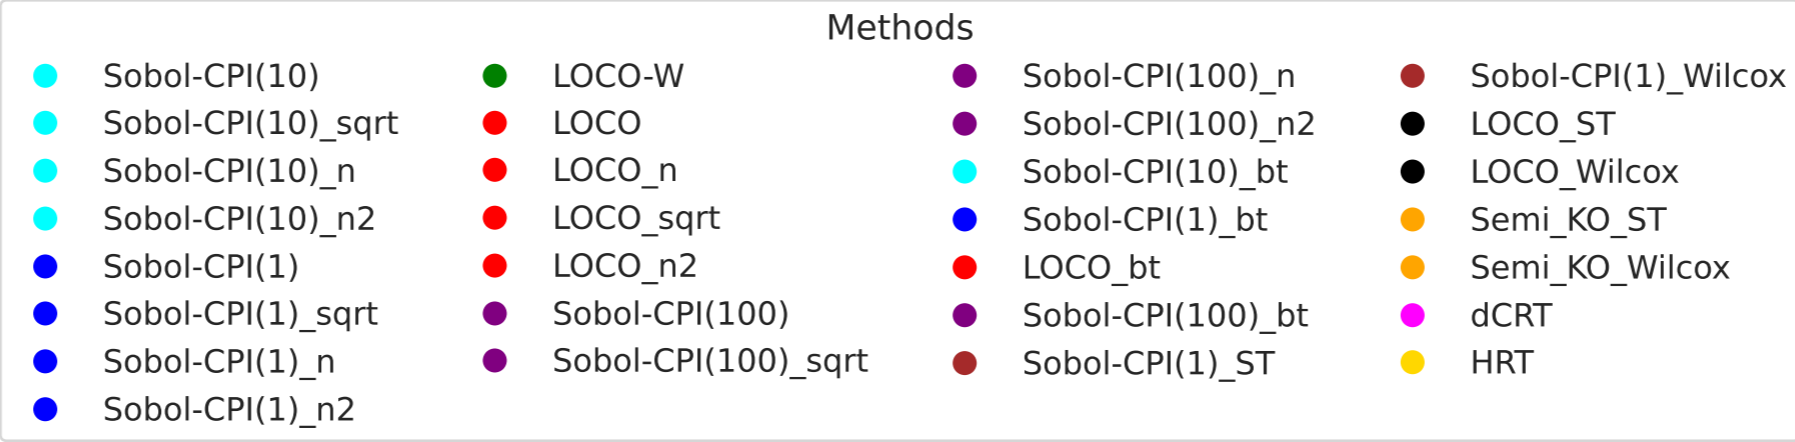 Methods
Sobol-CPI(10)
Sobol-CPI(10)_sqrt
Sobol-CPI(10)_n
Sobol-CPI(10)_n2
Sobol-CPI(1)
Sobol-CPI(1)_sqrt
Sobol-CPI(1)_n
Sobol-CPI(1)_n2
LOCO-W
LOCO
LOCO_n
LOCO_sqrt
LOCO_n2
Sobol-CPI(100)
Sobol-CPI(100)_sqrt
Sobol-CPI(100)_n
Sobol-CPI(100)_n2
Sobol-CPI(10)_bt
Sobol-CPI(1)_bt
LOCO_bt
Sobol-CPI(100)_bt
Sobol-CPI(1)_ST
Sobol-CPI(1)_Wilcox
LOCO_ST
LOCO_Wilcox
Semi_KO_ST
Semi_KO_Wilcox
dCRT
HRT